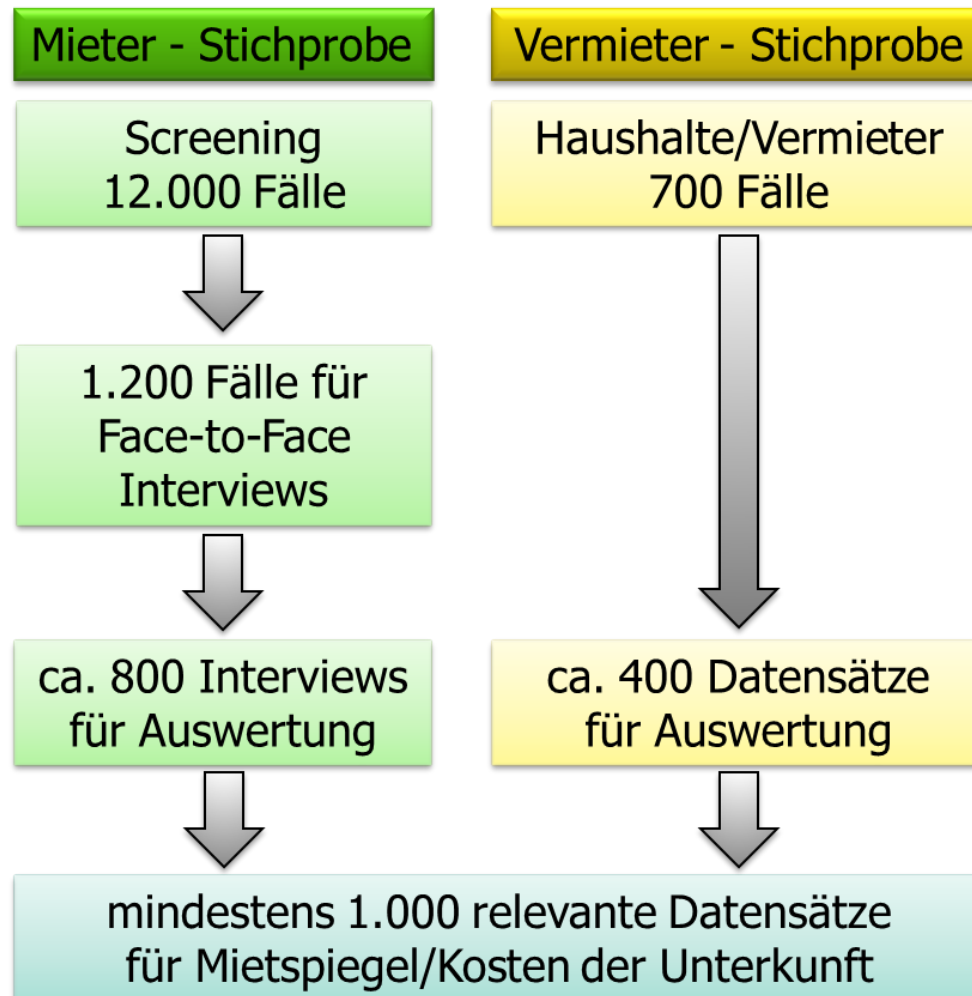 Mieter - Stichprobe
Vermieter - Stichprobe
Screening
12.000 Fälle
Haushalte/Vermieter
700 Fälle
1.200 Fälle für
Face-to-Face
Interviews
ca. 800 Interviews
für Auswertung
ca. 400 Datensätze
für Auswertung
mindestens 1.000 relevante Datensätze
für Mietspiegel/Kosten der Unterkunft